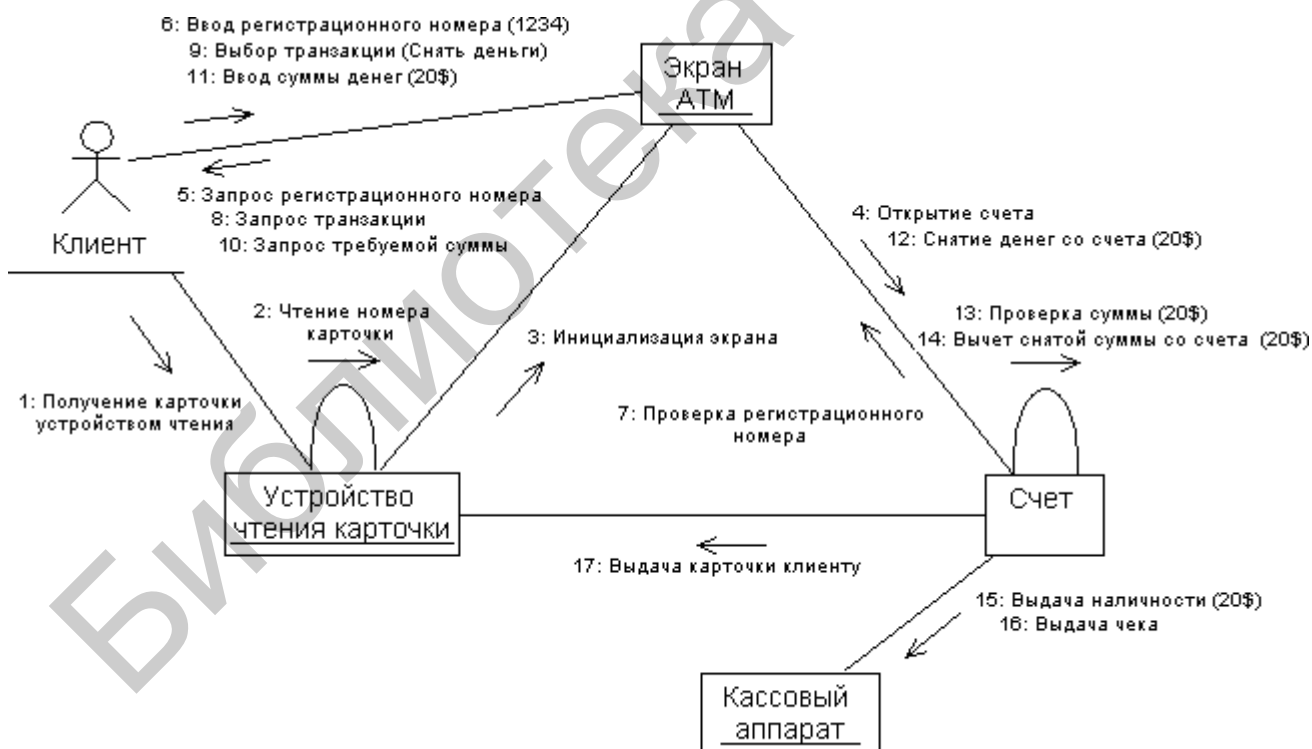 6: Ввод регистрационного номера (1234)
9: Выбор транзакции (Снять деньги)
11: Ввод суммы денег (20$)
Экран
АТМ
5: Запрос регистрационного номера
8: Запрос транзакции
10: Запрос требуемой суммы
Клиент
4: Открытие счета
12: Снятие денег со счета (20$)
2: Чтение номера
карточки
3: Инициализация экрана
13: Проверка суммы (20$)
14: Вычет снятой суммы со счета (20$)
1: Получение карточки
устройством чтения
7: Проверка регистрационного
номера
Устройство
чтения карточки
Счет
17: Выдача карточки клиенту
15: Выдача наличности (20$)
16: Выдача чека
Кассовый
аппарат
Библиотека